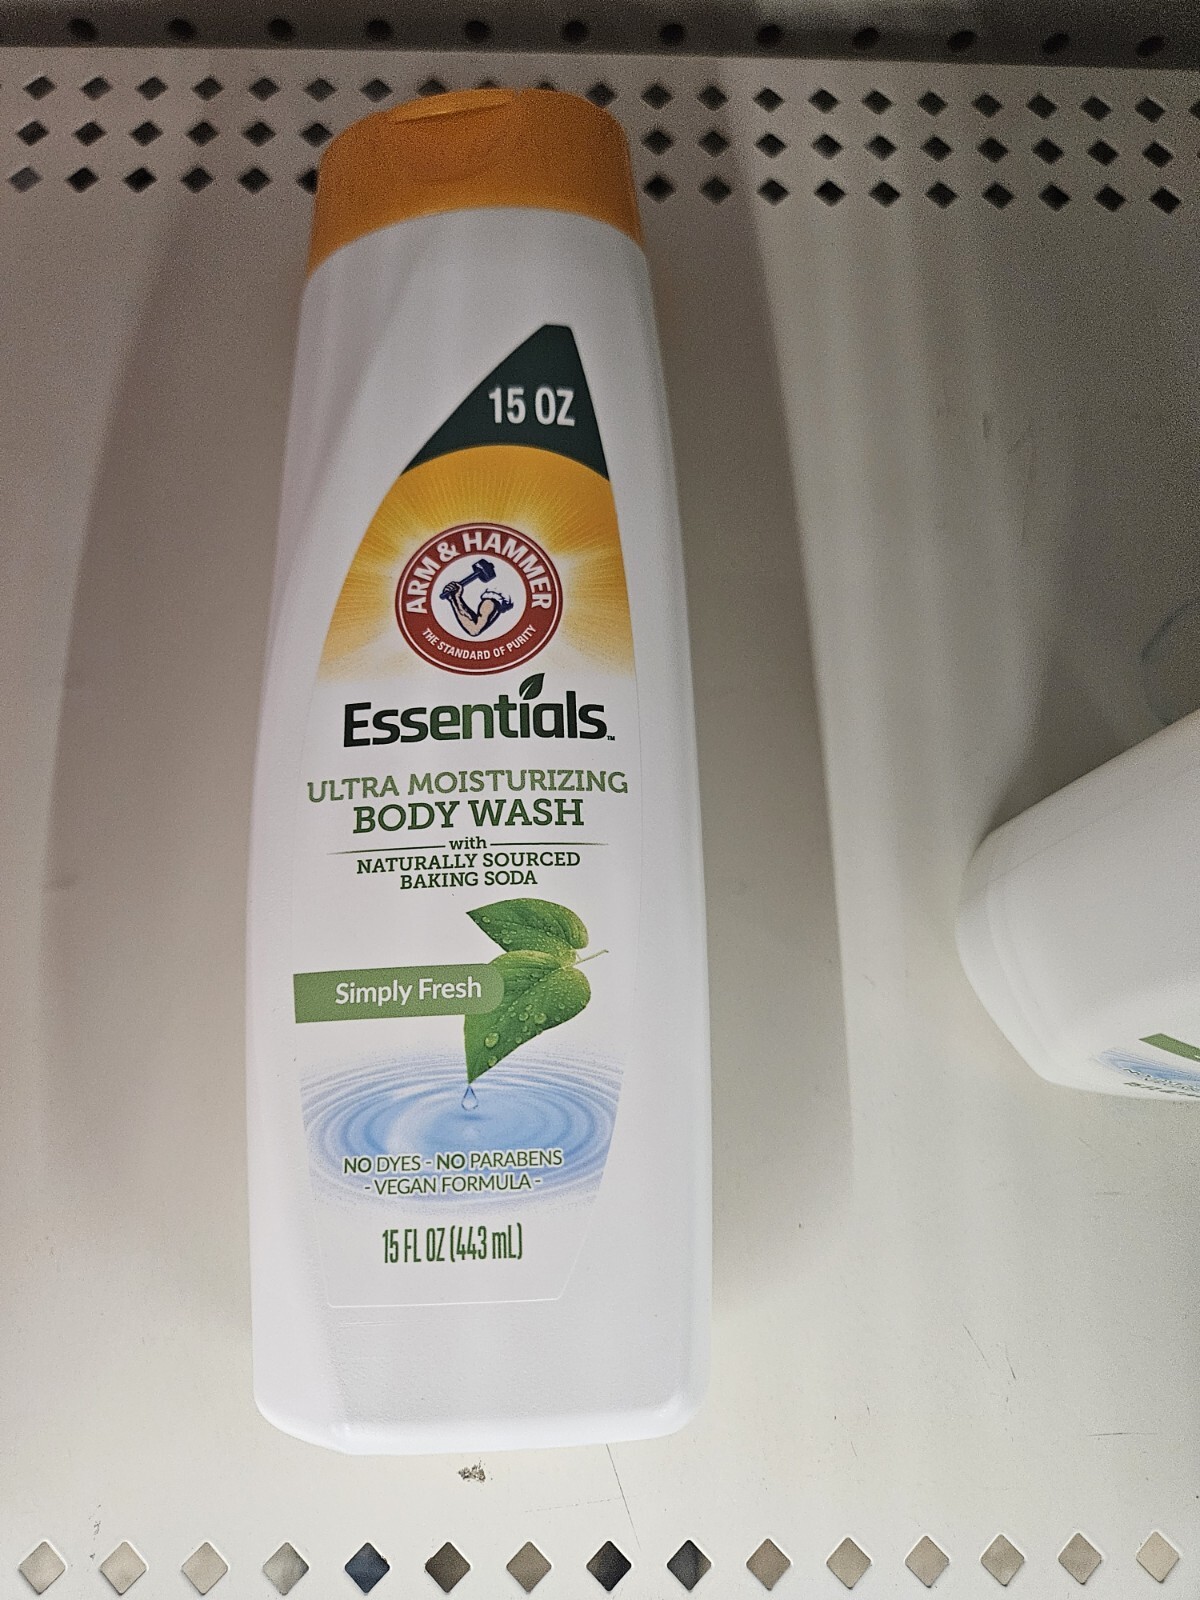 15 OZ
ARM & HAMMER
THE STANDARD OF PURITY
Essentials™
ULTRA MOISTURIZING
BODY WASH
with
NATURALLY SOURCED
BAKING SODA
Simply Fresh
NO DYES - NO PARABENS
- VEGAN FORMULA -
15 FL OZ (443 mL)